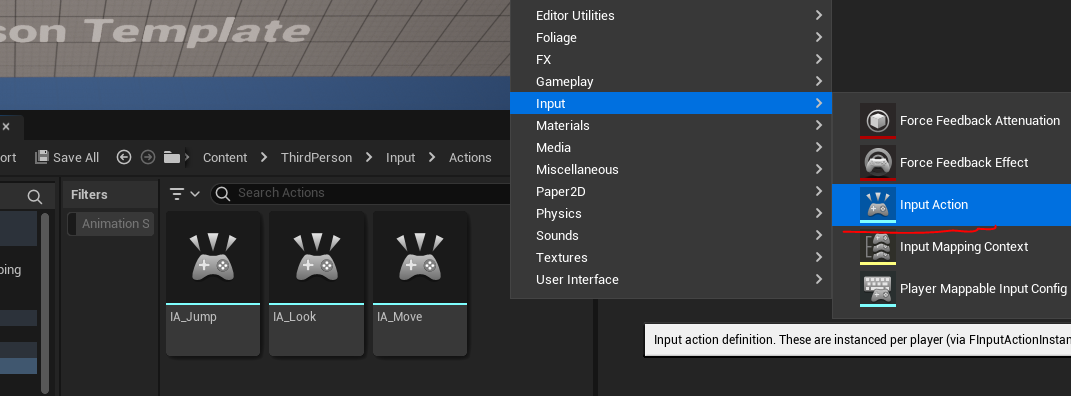 son Template
Editor Utilities
Foliage
FX
Gameplay
Input
Materials
Media
Miscellaneous
Paper2D
Physics
Sounds
Textures
User Interface
Force Feedback Attenuation
Force Feedback Effect
Input Action
Input Mapping Context
Player Mappable Input Config
Input action definition. These are instanced per player (via FInputActionInstan
ort
Save All
Content
ThirdPerson
Input
Actions
Filters
Search Actions
Animation S
ping
IA_Jump
IA_Look
IA_Move